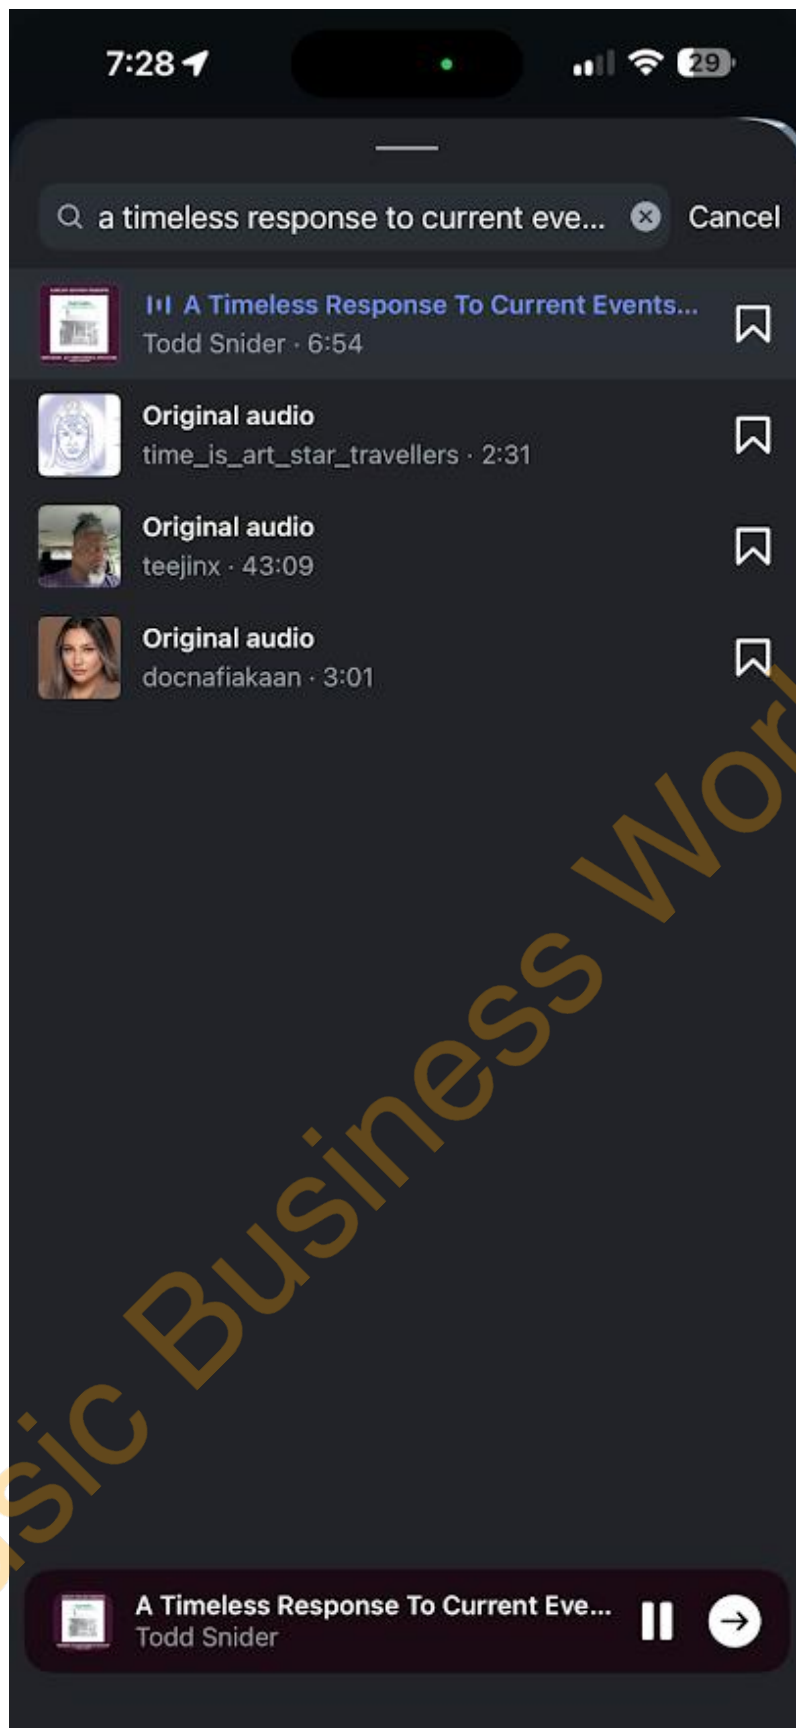 7:28
29
a timeless response to current eve...
Cancel
A Timeless Response To Current Events...
Todd Snider · 6:54
Original audio
time_is_art_star_travellers · 2:31
Original audio
teejinx · 43:09
Original audio
docnafiakaan · 3:01
usic Business Worl
A Timeless Response To Current Eve...
Todd Snider